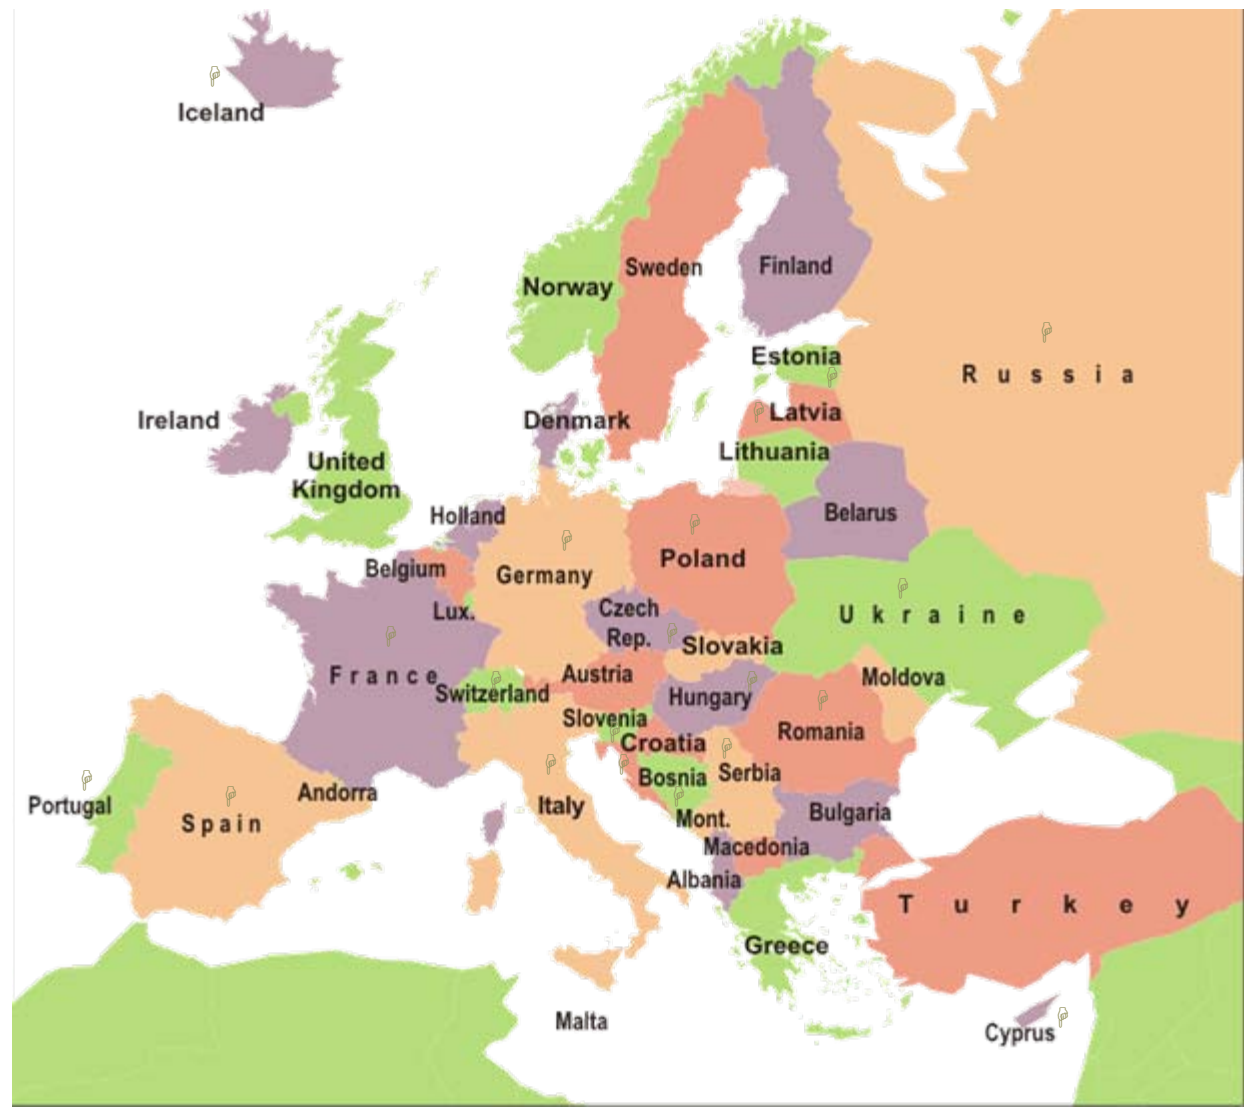 Iceland
Norway
Sweden
Finland
Estonia
Russia
Latvia
Ireland
Denmark
Lithuania
United
Kingdom
Holland
Belarus
Belgium
Germany
Poland
Lux.
Czech
Rep.
Ukraine
Slovakia
France
Austria
Moldova
Switzerland
Hungary
Slovenia
Romania
Croatia
Bosnia
Serbia
Andorra
Portugal
Italy
Spain
Mont.
Bulgaria
Macedonia
Albania
Turkey
Greece
Malta
Cyprus